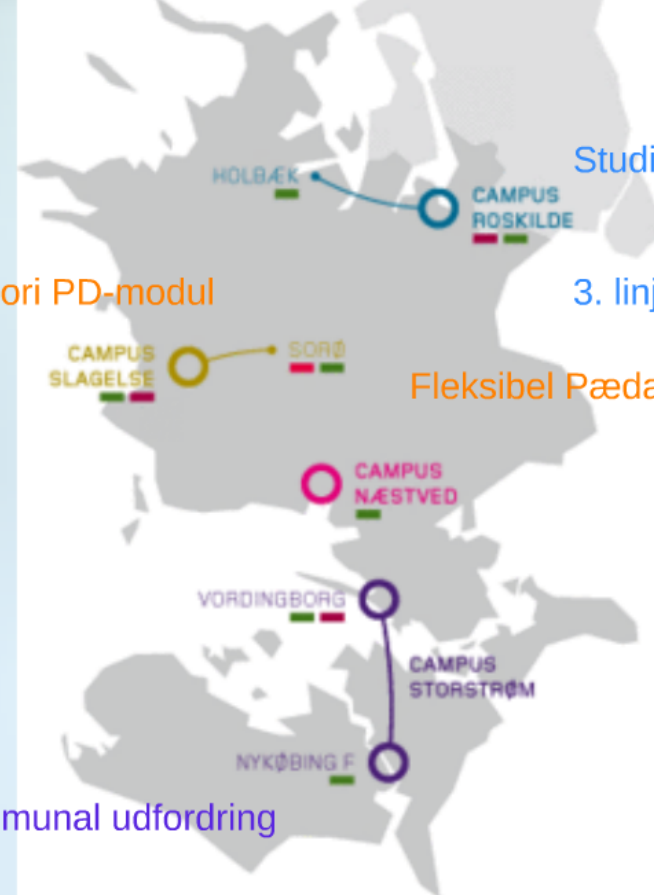 Studi
HOLBÆK
CAMPUS
ROSKILDE
ori PD-modul
3. linj
CAMPUS
SLAGELSE
SORØ
Fleksibel Pæda
CAMPUS
NÆSTVED
VORDINGBORG
CAMPUS
STORSTRØM
NYKØBING F
munal udfordring